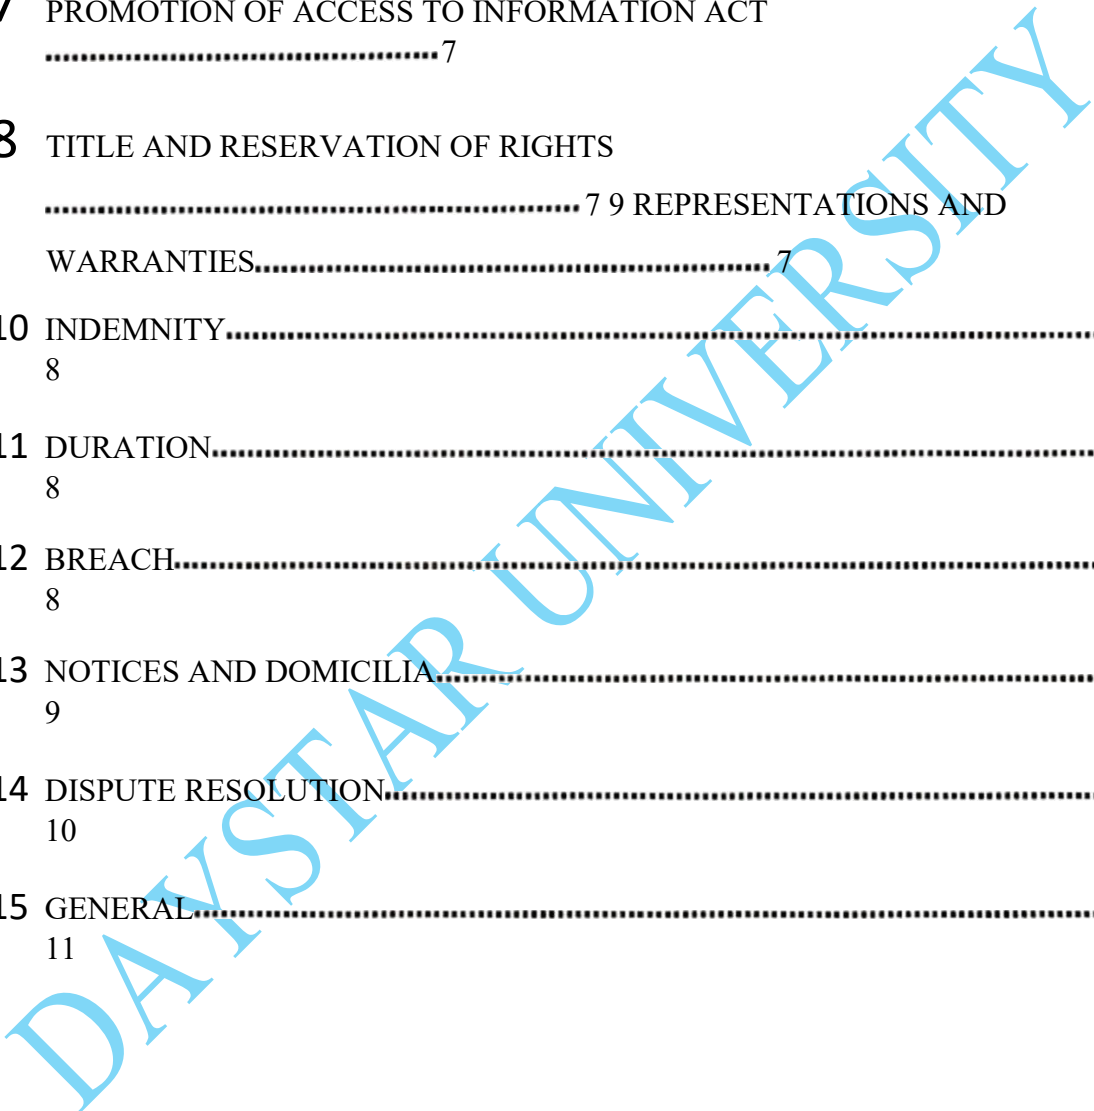 7 PROMOTION OF ACCESS TO INFORMATION ACT
.......................................7
8 TITLE AND RESERVATION OF RIGHTS
..................................................... 7 9 REPRESENTATIONS AND
WARRANTIES................................................... 7
10 INDEMNITY......................................................................................
8
11 DURATION.......................................................................................
8
12 BREACH...........................................................................................
8
13 NOTICES AND DOMICILIA.................................................................
9
14 DISPUTE RESOLUTION......................................................................
10
15 GENERAL.........................................................................................
11
DAYSTAR UNIVERSITY